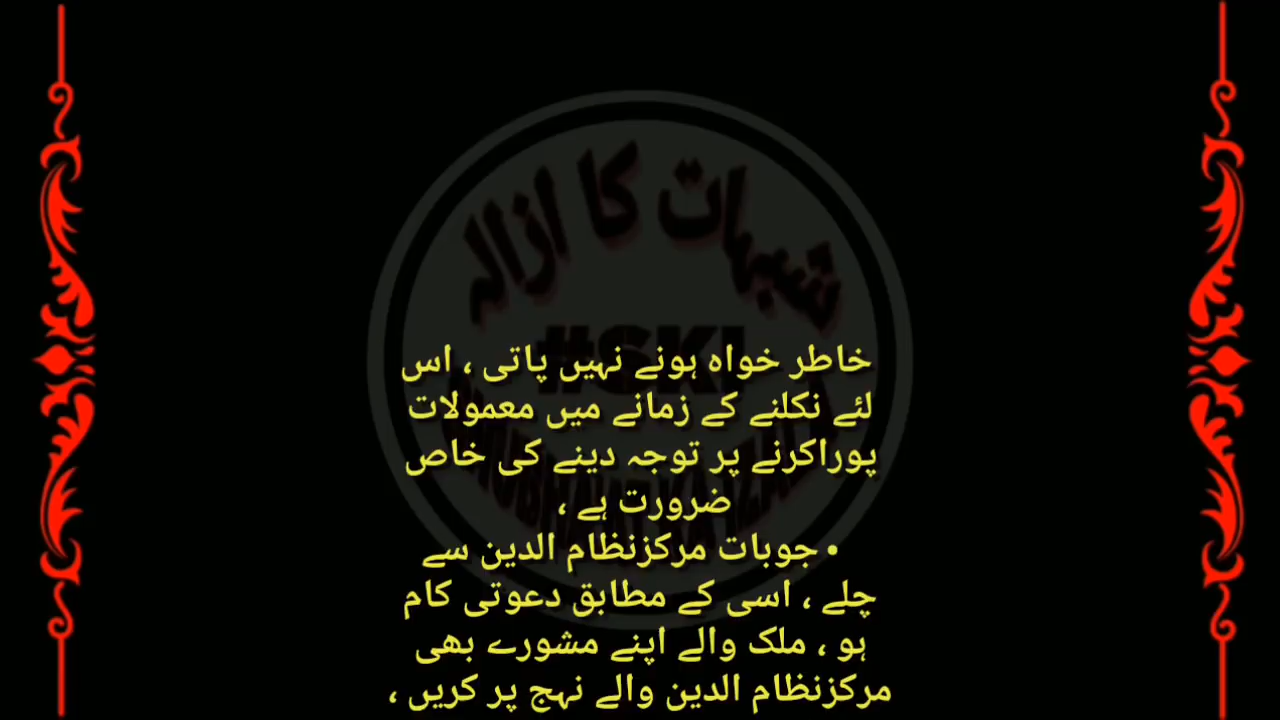 شبہات کا ازالہ
#SKI
خاطر خواہ ہونے نہیں پاتی ، اس
لئے نکلنے کے زمانے میں معمولات
پوراکرنے پر توجہ دینے کی خاص
ضرورت ہے ،
• جوبات مرکزنظام الدین سے
چلے ، اسی کے مطابق دعوتی کام
ہو ، ملک والے اپنے مشورے بھی
مرکزنظام الدین والے نہج پر کریں ،